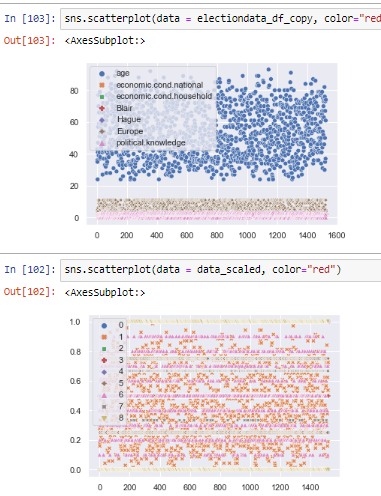 In [103]: sns.scatterplot(data = electiondata_df_copy, color="red
Out[103]: <AxesSubplot:>
age
economic.cond.national
economic.cond.household
Blair
Hague
Europe
political.knowledge
80
60
40
20
0
0 200 400 600 800 1000 1200 1400 1600
In [102]: sns.scatterplot(data = data_scaled, color="red")
Out[102]: <AxesSubplot:>
0
1
2
3
4
5
6
7
8
1.0
0.8
0.6
0.4
0.2
0.0
0 200 400 600 800 1000 1200 1400